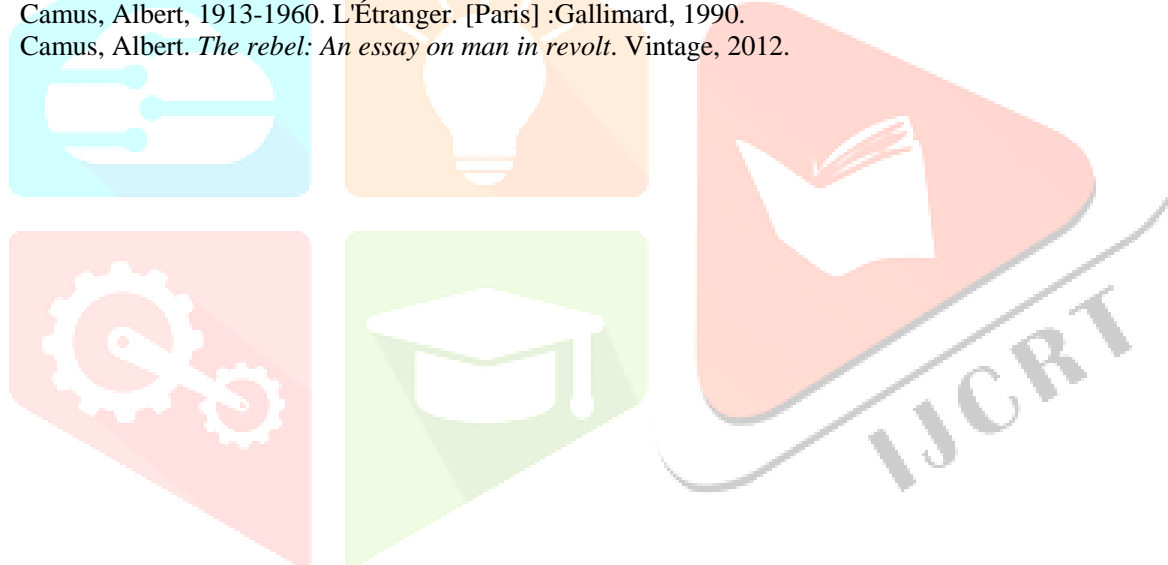 Camus, Albert, 1913-1960. L'Étranger. [Paris] :Gallimard, 1990.
Camus, Albert. The rebel: An essay on man in revolt. Vintage, 2012.
IJCRT